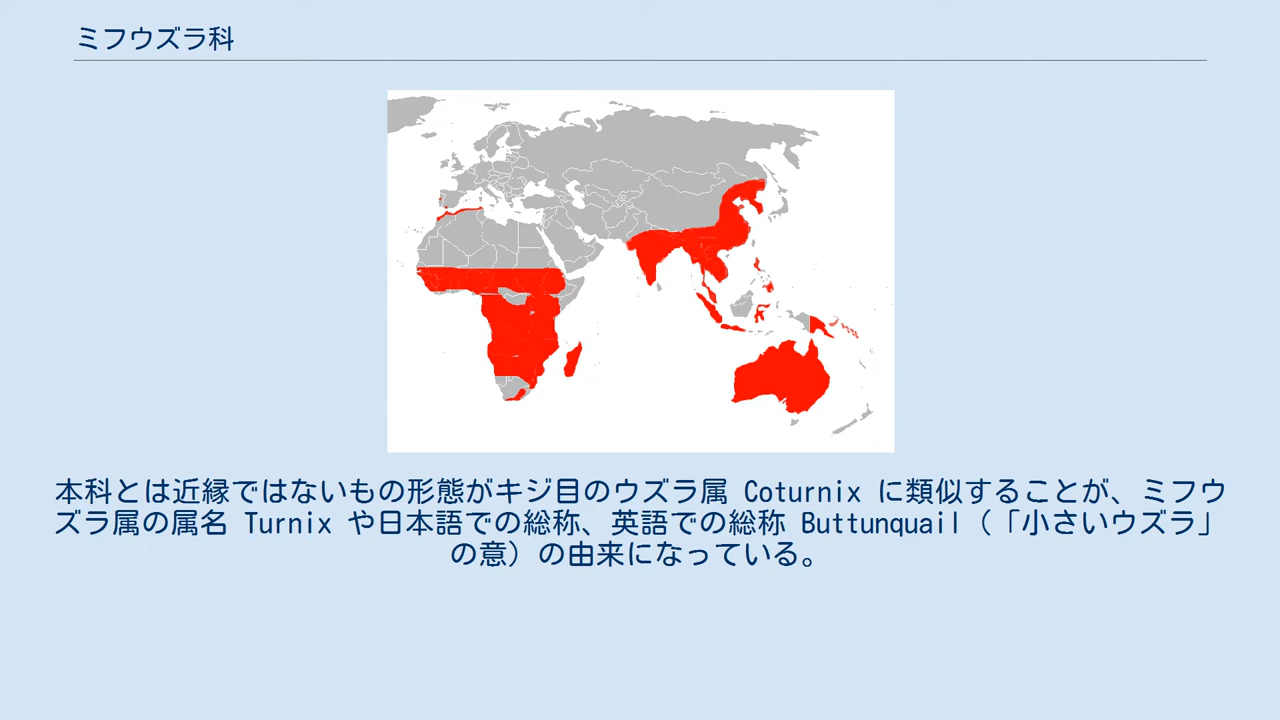 ミフウズラ科
本科とは近縁ではないもの形態がキジ目のウズラ属 Coturnix に類似することが、ミフウ
ズラ属の属名 Turnix や日本語での総称、英語での総称 Buttunquail（「小さいウズラ」
の意）の由来になっている。